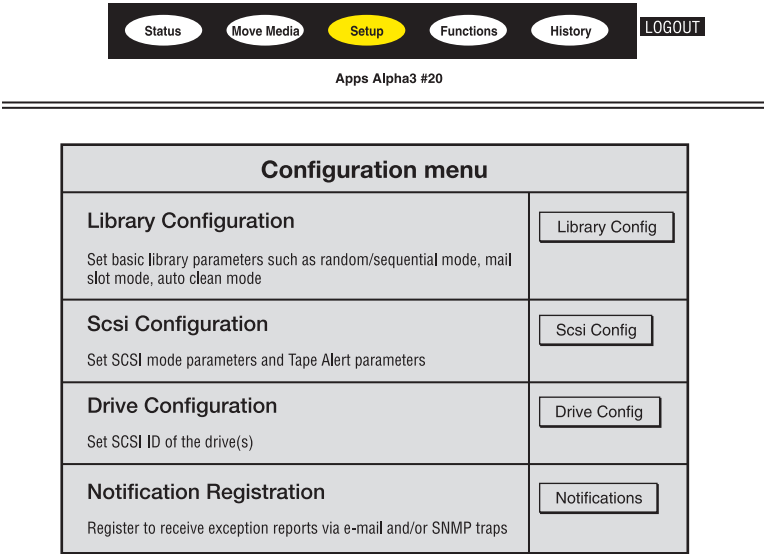 Status Move Media Setup Functions History LOGOUT
Apps Alpha3 #20
Configuration menu
Library Configuration
Library Config
Set basic library parameters such as random/sequential mode, mail
slot mode, auto clean mode
Scsi Configuration
Scsi Config
Set SCSI mode parameters and Tape Alert parameters
Drive Configuration
Drive Config
Set SCSI ID of the drive(s)
Notification Registration
Notifications
Register to receive exception reports via e-mail and/or SNMP traps